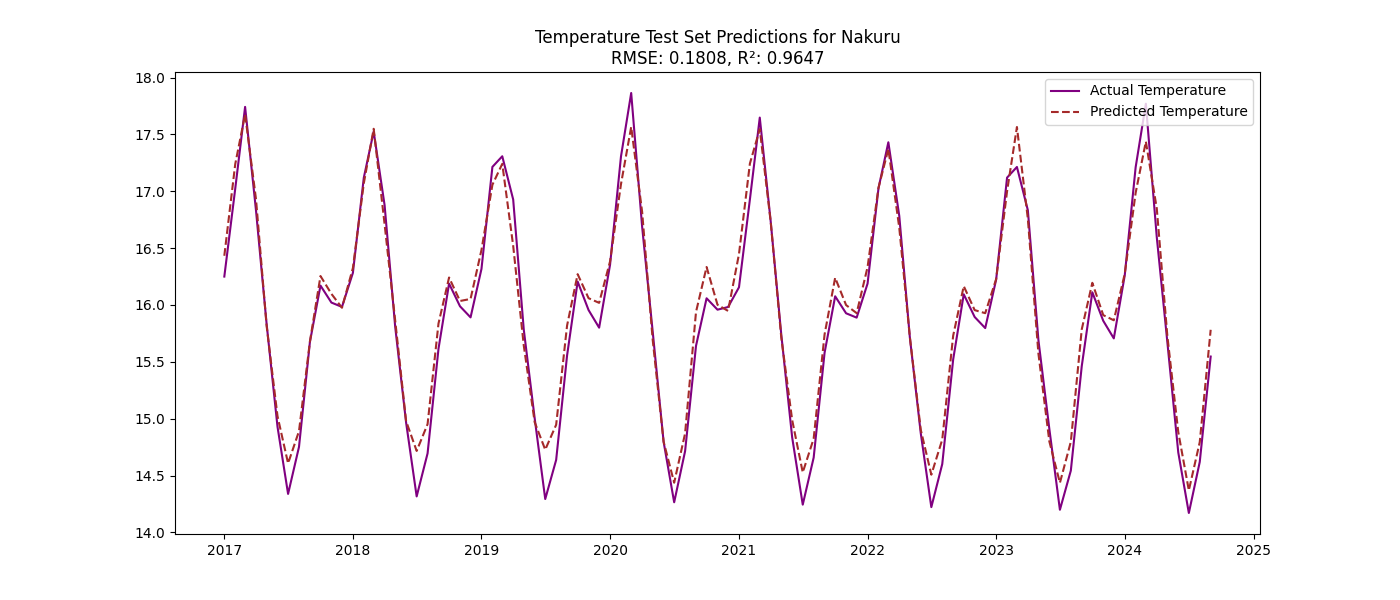 Temperature Test Set Predictions for Nakuru
RMSE: 0.1808, R²: 0.9647
18.0
17.5
17.0
16.5
16.0
15.5
15.0
14.5
14.0
Actual Temperature
Predicted Temperature
2017 2018 2019 2020 2021 2022 2023 2024 2025